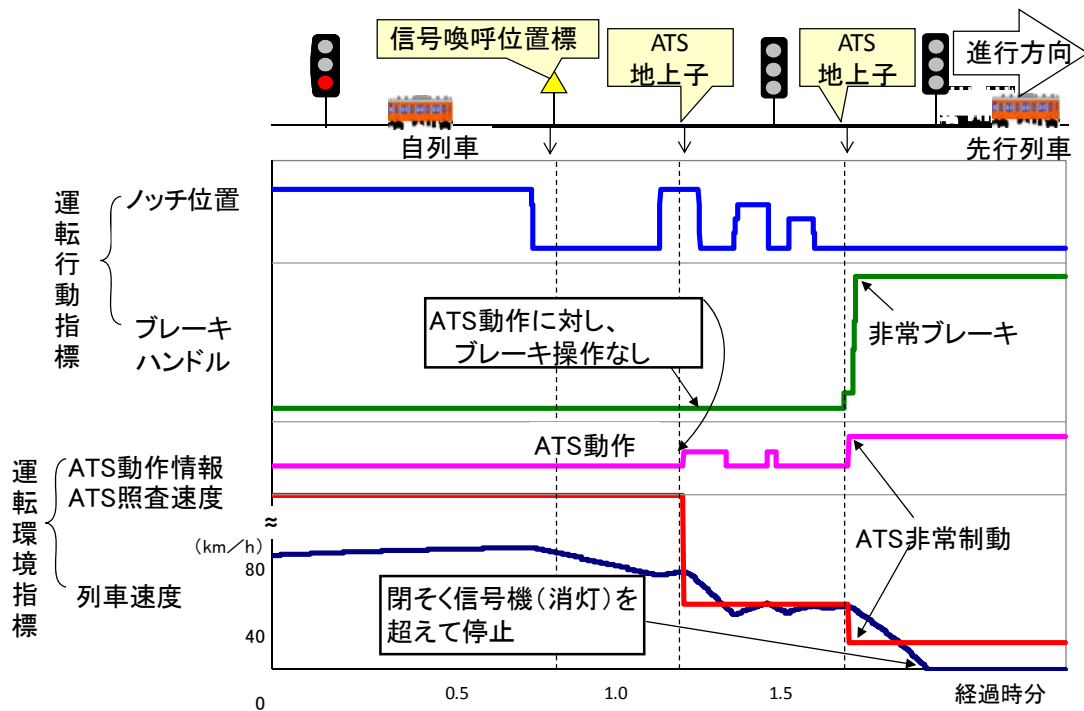 信号喚呼位置標
ATS
地上子
ATS
地上子
進行方向
自列車
先行列車
運転行動指標
ノッチ位置
ブレーキ
ハンドル
ATS動作に対し、
ブレーキ操作なし
非常ブレーキ
運転環境指標
ATS動作情報
ATS照査速度
ATS動作
≈
(km/h)
80
列車速度
40
0
ATS非常制動
閉そく信号機(消灯)を
超えて停止
0.5
1.0
1.5
経過時分